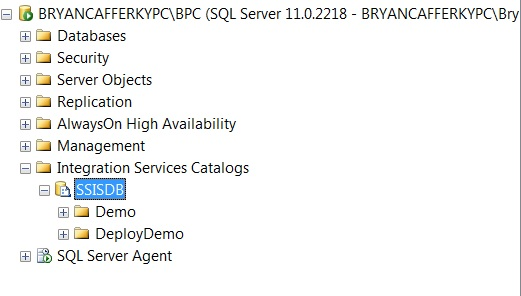 BRYANCAFFERKYPC\BPC (SQL Server 11.0.2218 - BRYANCAFFERKYPC\Bry
Databases
Security
Server Objects
Replication
AlwaysOn High Availability
Management
Integration Services Catalogs
SSISDB
Demo
DeployDemo
SQL Server Agent